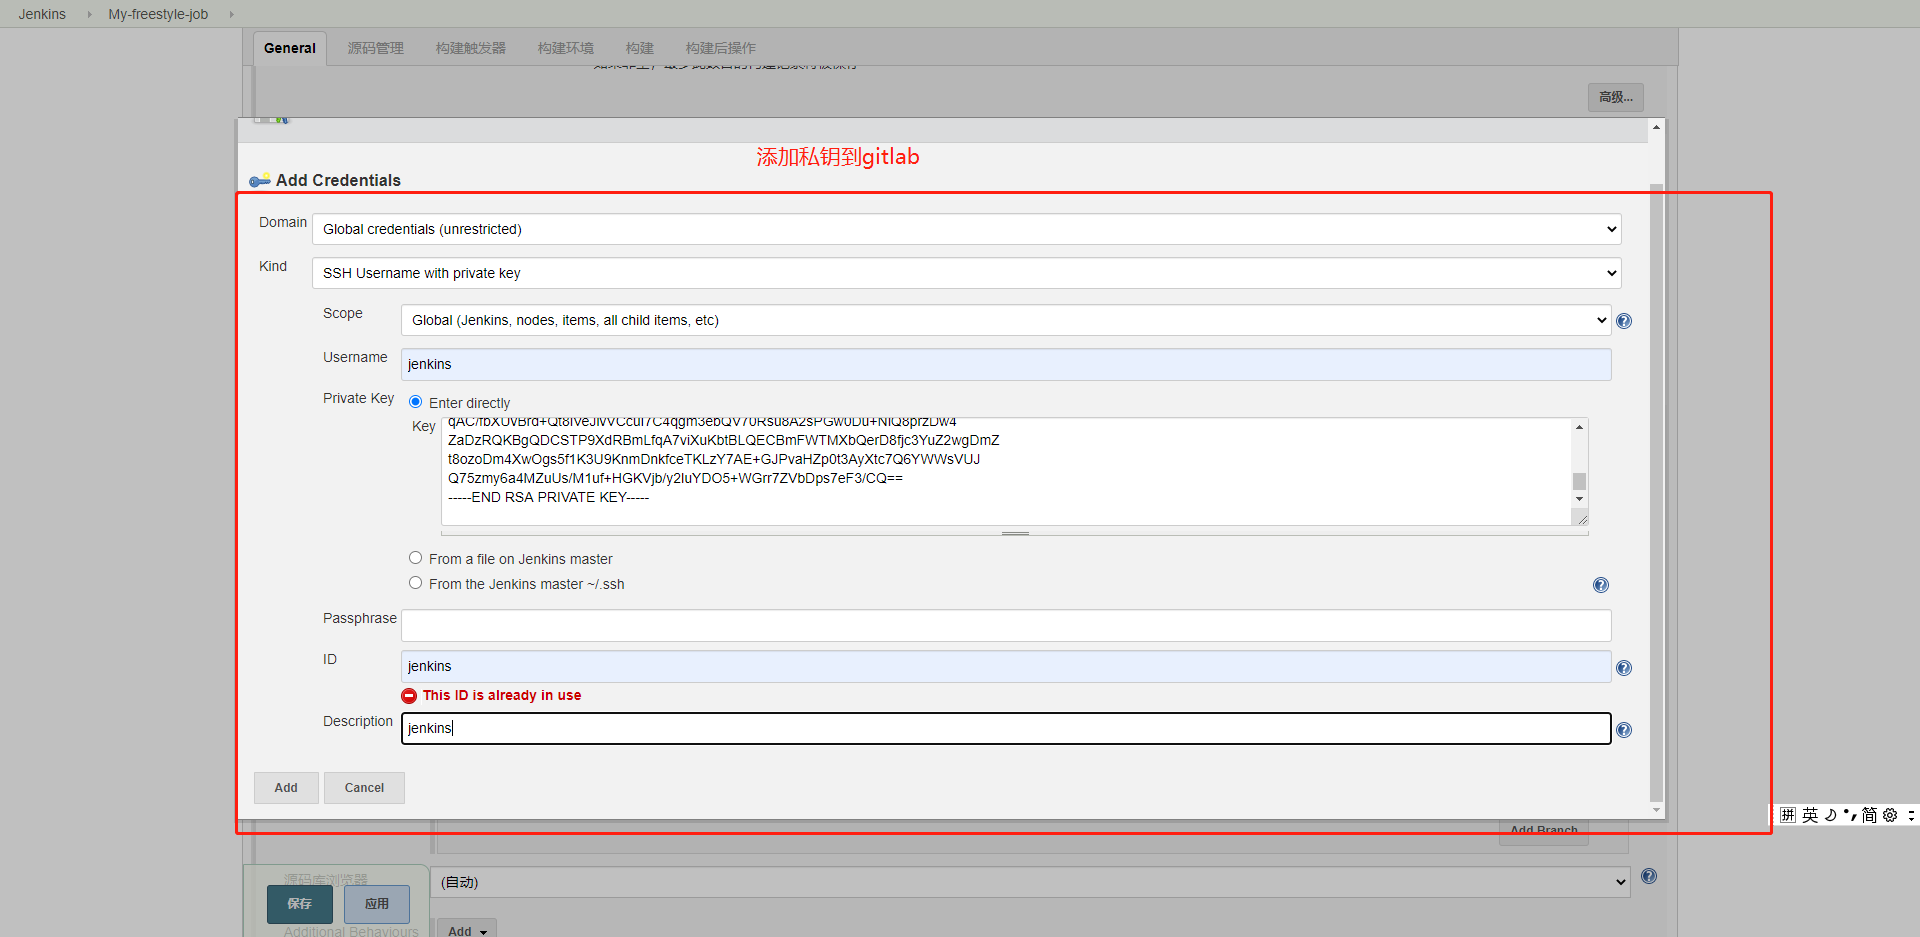 Jenkins
My-freestyle-job
General 源码管理 构建触发器 构建环境 构建 构建后操作
高级...
添加私钥到gitlab
Add Credentials
Domain Global credentials (unrestricted)
Kind SSH Username with private key
Scope Global (Jenkins, nodes, items, all child items, etc)
Username jenkins
Private Key Enter directly
Key
ZaDzRQKBgQDCSTP9XdRBmLfqA7viXuKbtBLQECBmFWTMXbQerD8fjc3YuZ2wgDmZ
t8ozoDm4XwOgs5f1K3U9KnmDnkfceTKLzY7AE+GJPvaHZp0t3AyXtc7Q6YWWsVUJ
Q75zmy6a4MZuUs/M1uf+HGKVjb/y2IuYDO5+WGrr7ZVbDps7eF3/CQ==
-----END RSA PRIVATE KEY-----
From a file on Jenkins master
From the Jenkins master ~/.ssh
Passphrase
ID jenkins
This ID is already in use
Description jenkins
Add Cancel
拼 英 简
Add Branch
源码库浏览器
(自动)
保存 应用
Additional Behaviours
Add